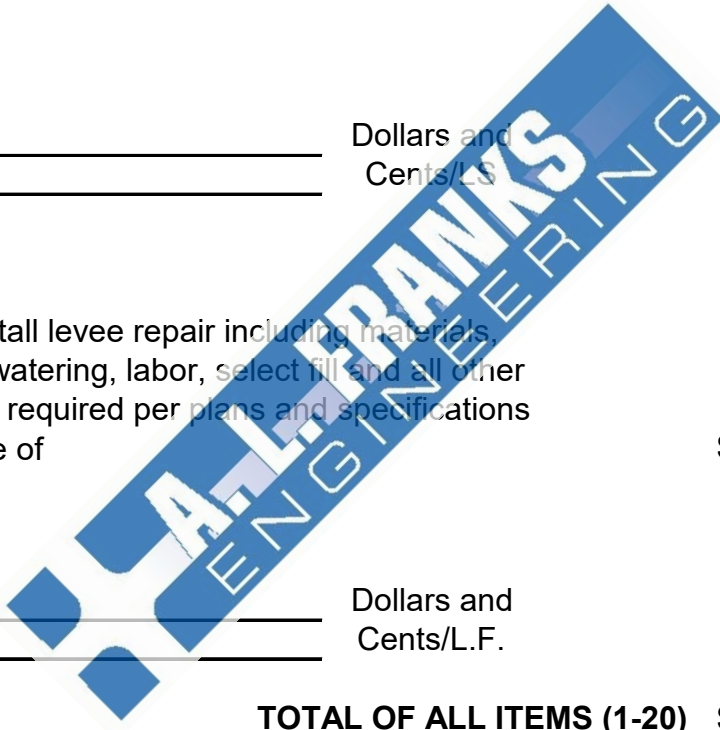 Dollars and
Cents/LS
tall levee repair including materials,
watering, labor, select fill and all other
required per plans and specifications
e of
Dollars and
Cents/L.F.
TOTAL OF ALL ITEMS (1-20)
A. L. FRANKS
ENGINEERING